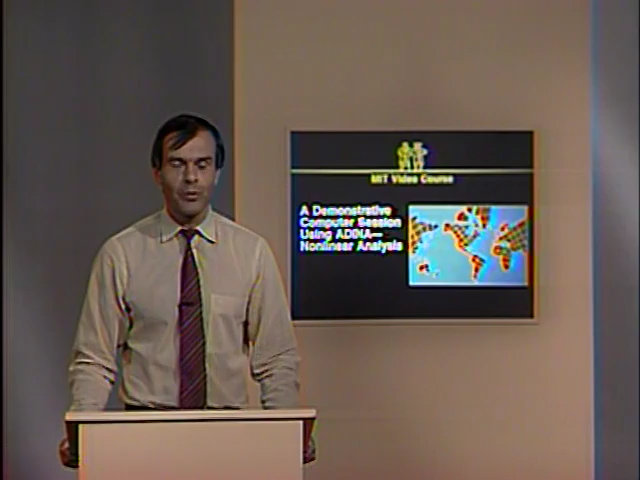 MIT Video Course
A Demonstrative
Computer Session
Using ADINA—
Nonlinear Analysis